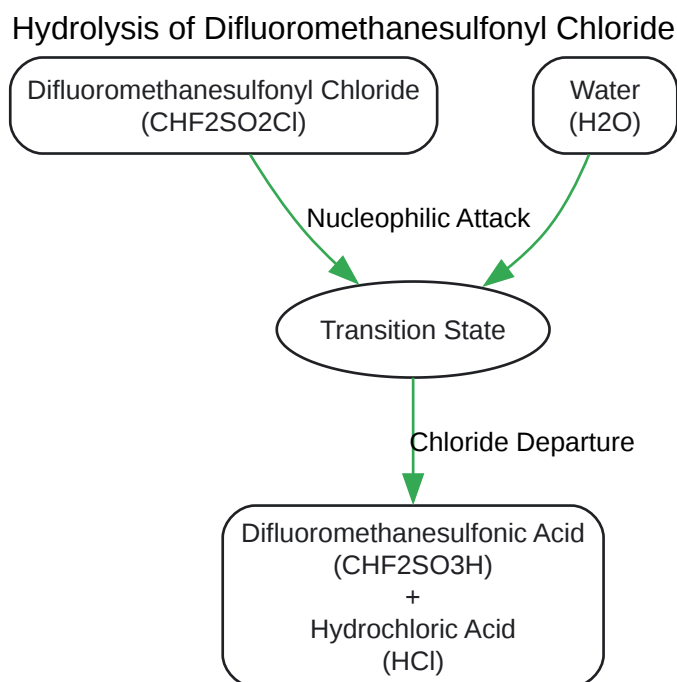 Hydrolysis of Difluoromethanesulfonyl Chloride
Difluoromethanesulfonyl Chloride
(CHF2SO2Cl)
Water
(H2O)
Nucleophilic Attack
Transition State
Chloride Departure
Difluoromethanesulfonic Acid
(CHF2SO3H)
+
Hydrochloric Acid
(HCl)